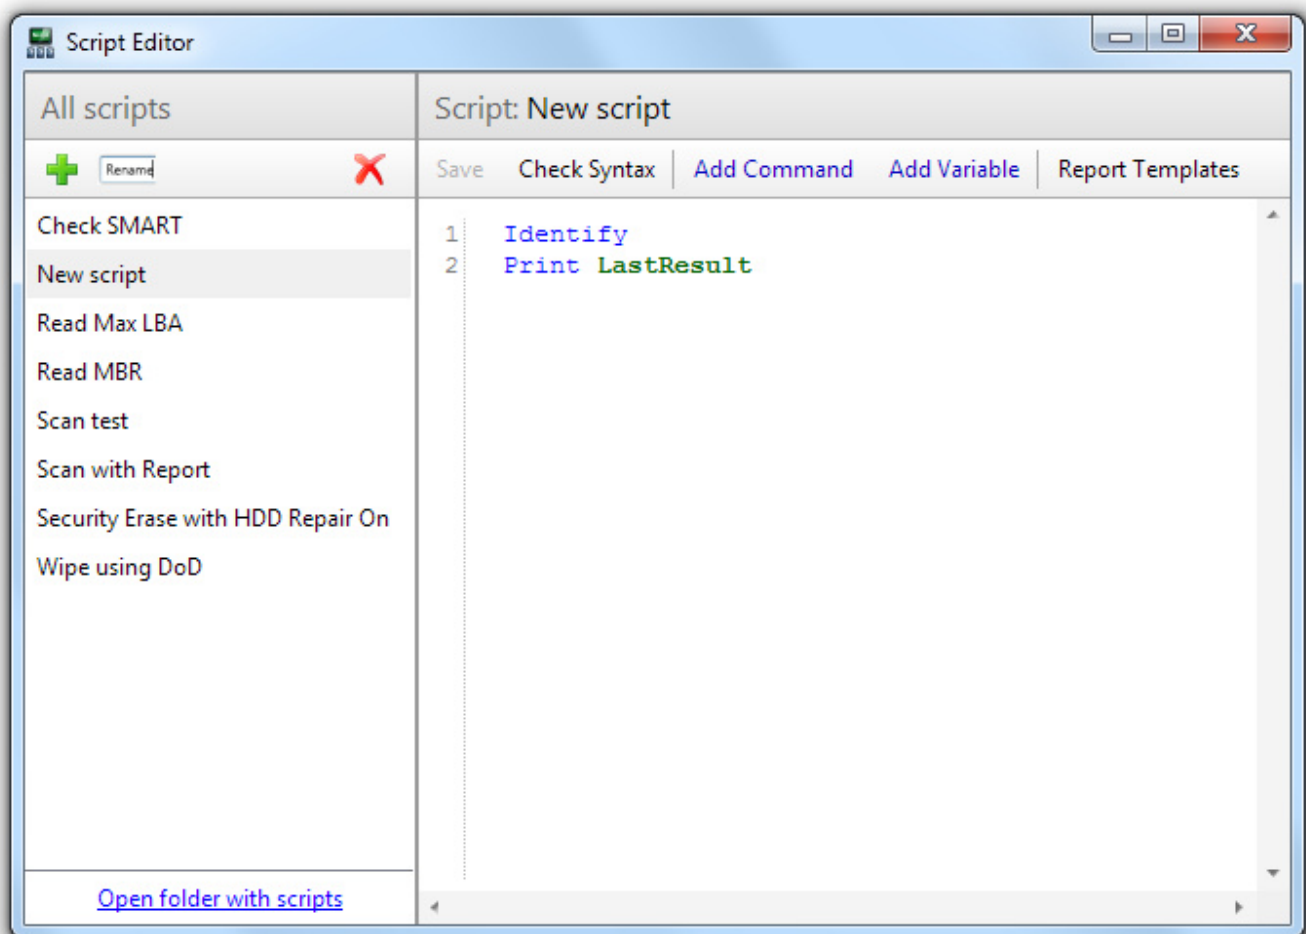 Script Editor
All scripts
Rename
Check SMART
New script
Read Max LBA
Read MBR
Scan test
Scan with Report
Security Erase with HDD Repair On
Wipe using DoD
Open folder with scripts
Script: New script
Save Check Syntax Add Command Add Variable Report Templates
1 Identify
2 Print LastResult